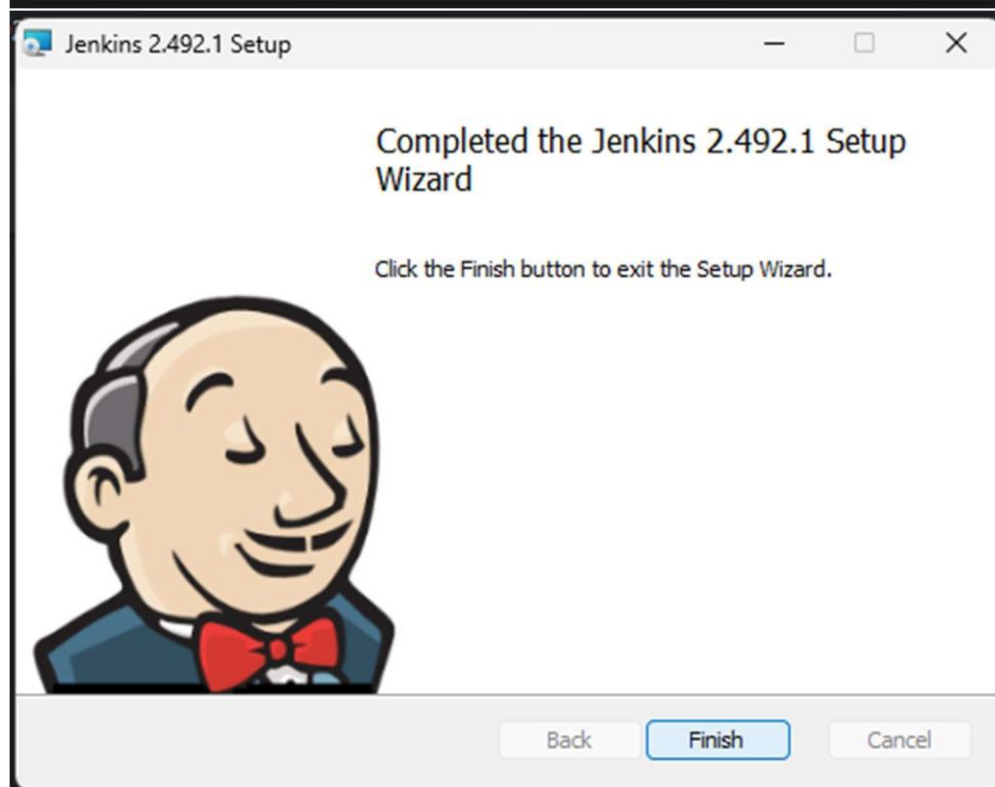 Jenkins 2.492.1 Setup
Completed the Jenkins 2.492.1 Setup
Wizard
Click the Finish button to exit the Setup Wizard.
Back
Finish
Cancel